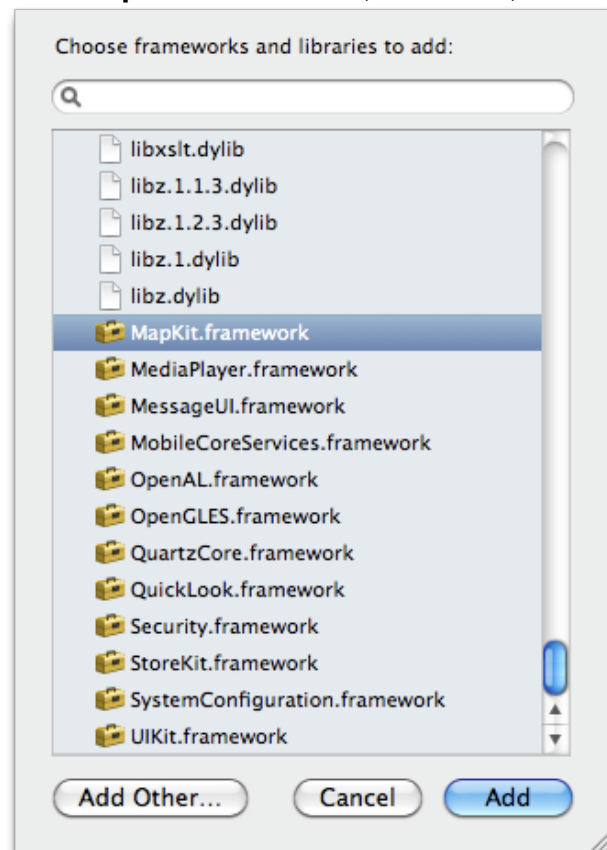 Choose frameworks and libraries to add:
libxslt.dylib
libz.1.1.3.dylib
libz.1.2.3.dylib
libz.1.dylib
libz.dylib
MapKit.framework
MediaPlayer.framework
MessageUI.framework
MobileCoreServices.framework
OpenAL.framework
OpenGLES.framework
QuartzCore.framework
QuickLook.framework
Security.framework
StoreKit.framework
SystemConfiguration.framework
UIKit.framework
Add Other... Cancel Add